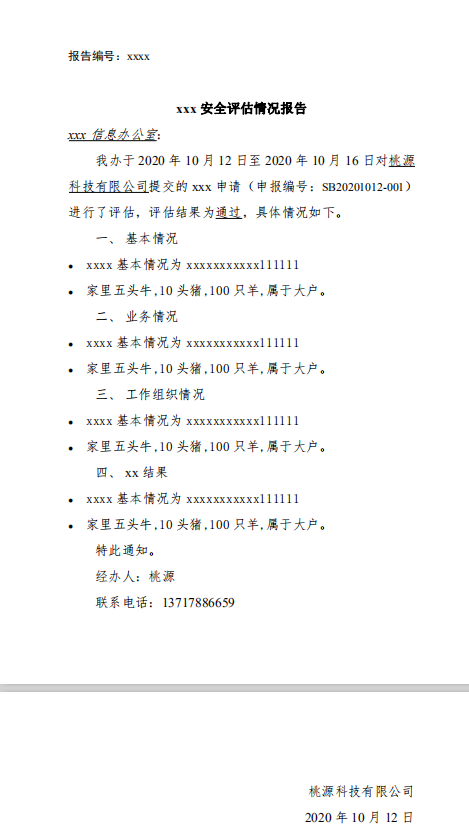 报告编号：xxxx
xxx 安全评估情况报告
xxx 信息办公室：
我办于 2020 年 10 月 12 日至 2020 年 10 月 16 日对桃源
科技有限公司提交的 xxx 申请（申报编号：SB20201012-001）
进行了评估，评估结果为通过，具体情况如下。
一、 基本情况
• xxxx 基本情况为 xxxxxxxxxxx111111
• 家里五头牛,10 头猪,100 只羊,属于大户。
二、 业务情况
• xxxx 基本情况为 xxxxxxxxxxx111111
• 家里五头牛,10 头猪,100 只羊,属于大户。
三、 工作组织情况
• xxxx 基本情况为 xxxxxxxxxxx111111
• 家里五头牛,10 头猪,100 只羊,属于大户。
四、 xx 结果
• xxxx 基本情况为 xxxxxxxxxxx111111
• 家里五头牛,10 头猪,100 只羊,属于大户。
特此通知。
经办人：桃源
联系电话：13717886659
桃源科技有限公司
2020 年 10 月 12 日